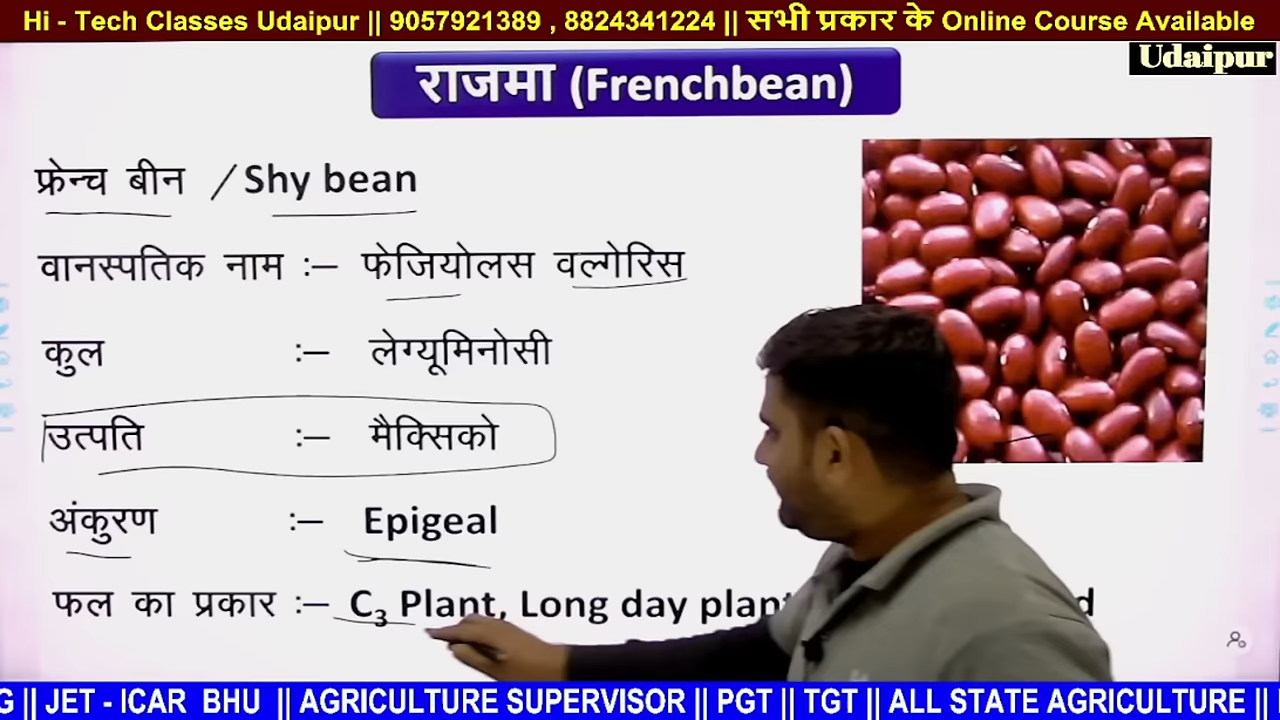 Hi - Tech Classes Udaipur || 9057921389 , 8824341224 || सभी प्रकार के Online Course Available
Udaipur
राजमा (Frenchbean)
फ्रेन्च बीन / Shy bean
वानस्पतिक नाम :– फेजियोलस वल्गेरिस
कुल :– लेग्यूमिनोसी
उत्पति :– मैक्सिको
अंकुरण :– Epigeal
फल का प्रकार :– C₃ Plant, Long day plant
|| JET - ICAR BHU || AGRICULTURE SUPERVISOR || PGT || TGT || ALL STATE AGRICULTURE ||